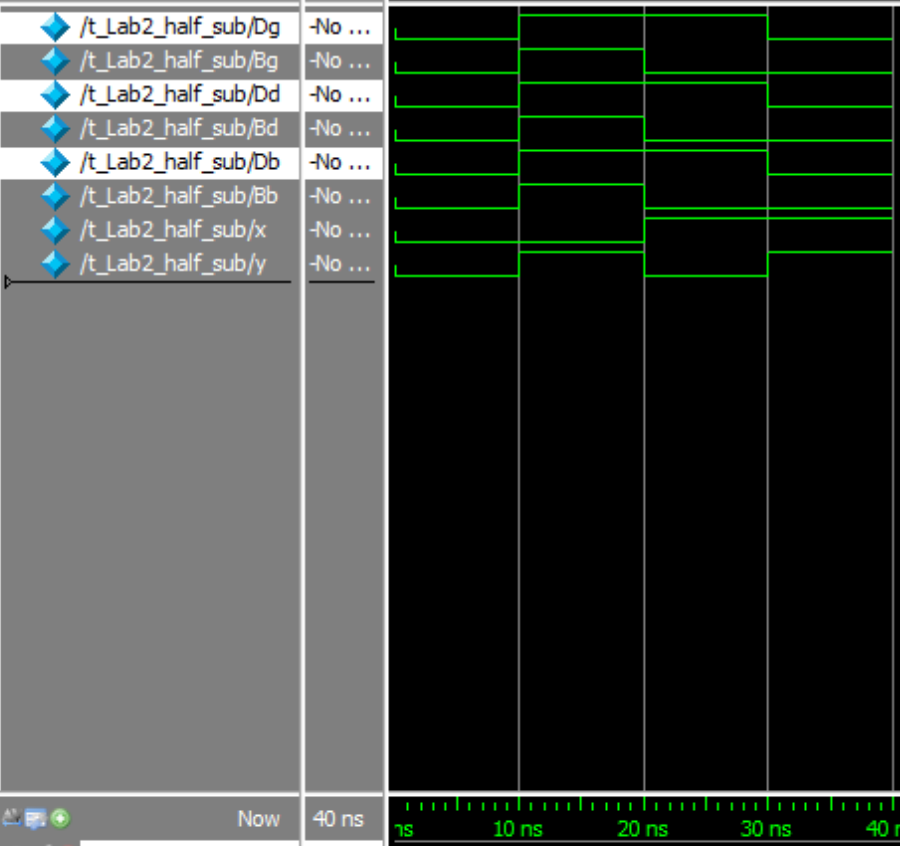 /t_Lab2_half_sub/Dg -No ...
/t_Lab2_half_sub/Bg -No ...
/t_Lab2_half_sub/Dd -No ...
/t_Lab2_half_sub/Bd -No ...
/t_Lab2_half_sub/Db -No ...
/t_Lab2_half_sub/Bb -No ...
/t_Lab2_half_sub/x -No ...
/t_Lab2_half_sub/y -No ...
Now 40 ns ns 10 ns 20 ns 30 ns 40